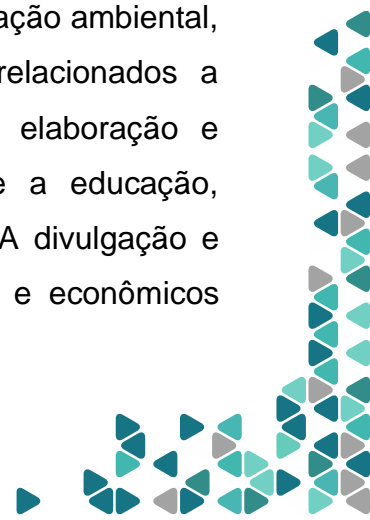 ação ambiental,
relacionados a
elaboração e
e a educação,
A divulgação e
e econômicos